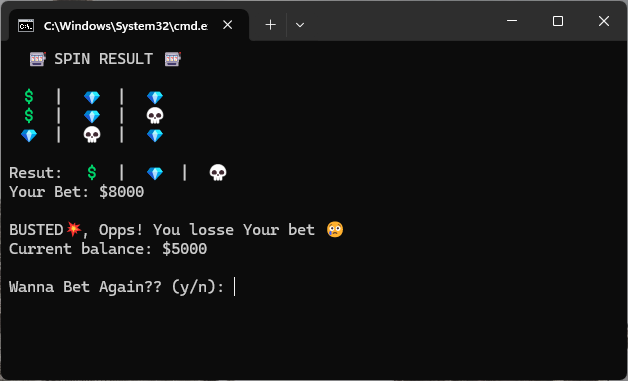 C:\Windows\System32\cmd.e
🎰 SPIN RESULT 🎰
$ | 💎 | 💎
$ | 💎 | 💀
💎 | 💀 | 💎
Resut: $ | 💎 | 💀
Your Bet: $8000
BUSTED💥, Opps! You losse Your bet 😢
Current balance: $5000
Wanna Bet Again?? (y/n):